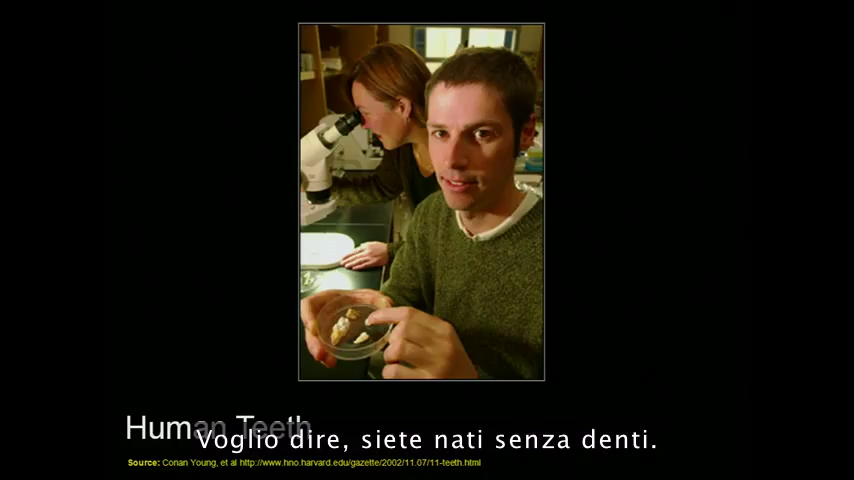 Human Teeth
Voglio dire, siete nati senza denti.
Source: Conan Young, et al http://www.hno.harvard.edu/gazette/2002/11.07/11-teeth.html